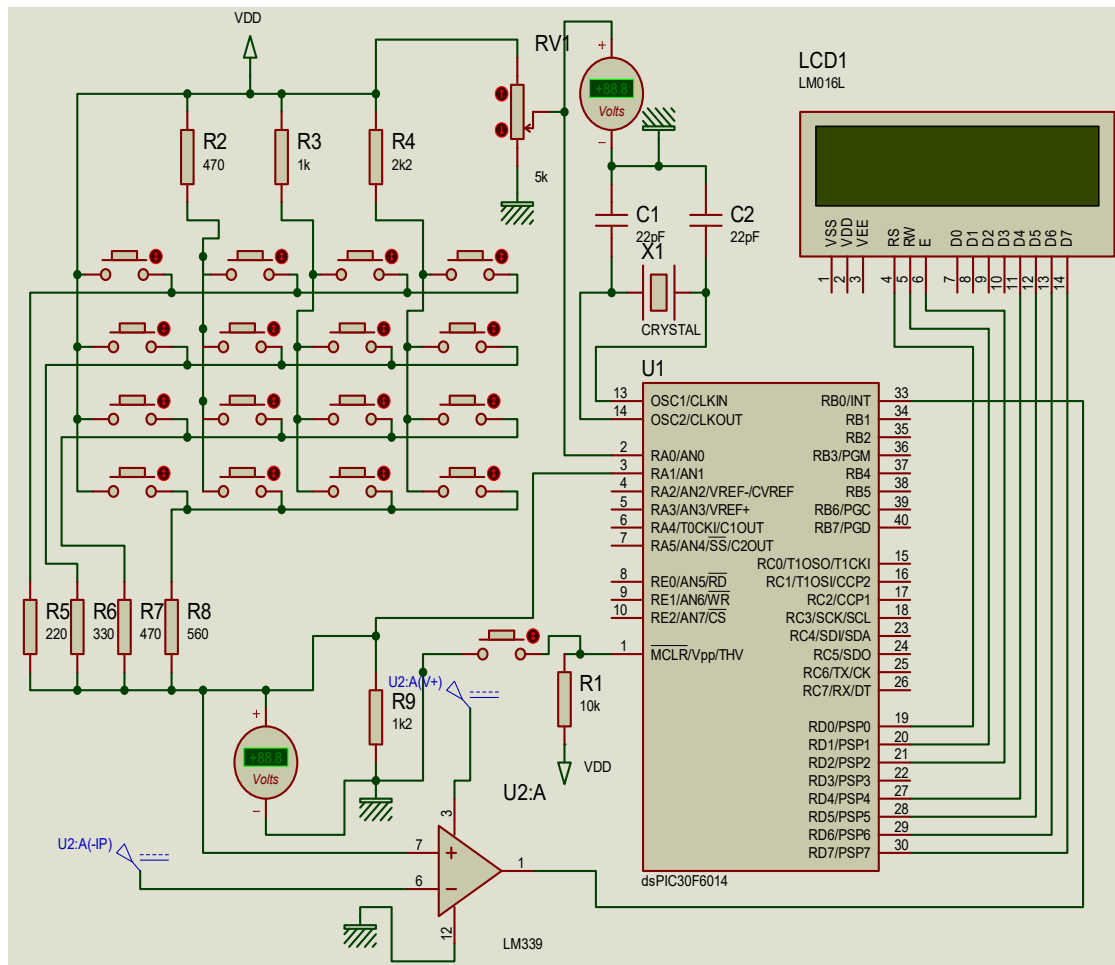 VDD
RV1
5k
+88.8
Volts
LCD1
LM016L
VSS
VDD
VEE
RS
RW
E
D0
D1
D2
D3
D4
D5
D6
D7
1
2
3
4
5
6
7
8
9
10
11
12
13
14
R2
470
R3
1k
R4
2k2
C1
22pF
C2
22pF
X1
CRYSTAL
U1
13 OSC1/CLKIN
14 OSC2/CLKOUT
2 RA0/AN0
3 RA1/AN1
4 RA2/AN2/VREF-/CVREF
5 RA3/AN3/VREF+
6 RA4/T0CKI/C1OUT
7 RA5/AN4/SS/C2OUT
8 RE0/AN5/RD
9 RE1/AN6/WR
10 RE2/AN7/CS
1 MCLR/Vpp/THV
RB0/INT 33
RB1 34
RB2 35
RB3/PGM 36
RB4 37
RB5 38
RB6/PGC 39
RB7/PGD 40
RC0/T1OSO/T1CKI 15
RC1/T1OSI/CCP2 16
RC2/CCP1 17
RC3/SCK/SCL 18
RC4/SDI/SDA 23
RC5/SDO 24
RC6/TX/CK 25
RC7/RX/DT 26
RD0/PSP0 19
RD1/PSP1 20
RD2/PSP2 21
RD3/PSP3 22
RD4/PSP4 27
RD5/PSP5 28
RD6/PSP6 29
RD7/PSP7 30
dsPIC30F6014
R5
220
R6
330
R7
470
R8
560
R9
1k2
U2:A(V+)
R1
10k
VDD
+88.8
Volts
U2:A
U2:A(-IP)
3
7
+
6
−
1
12
LM339